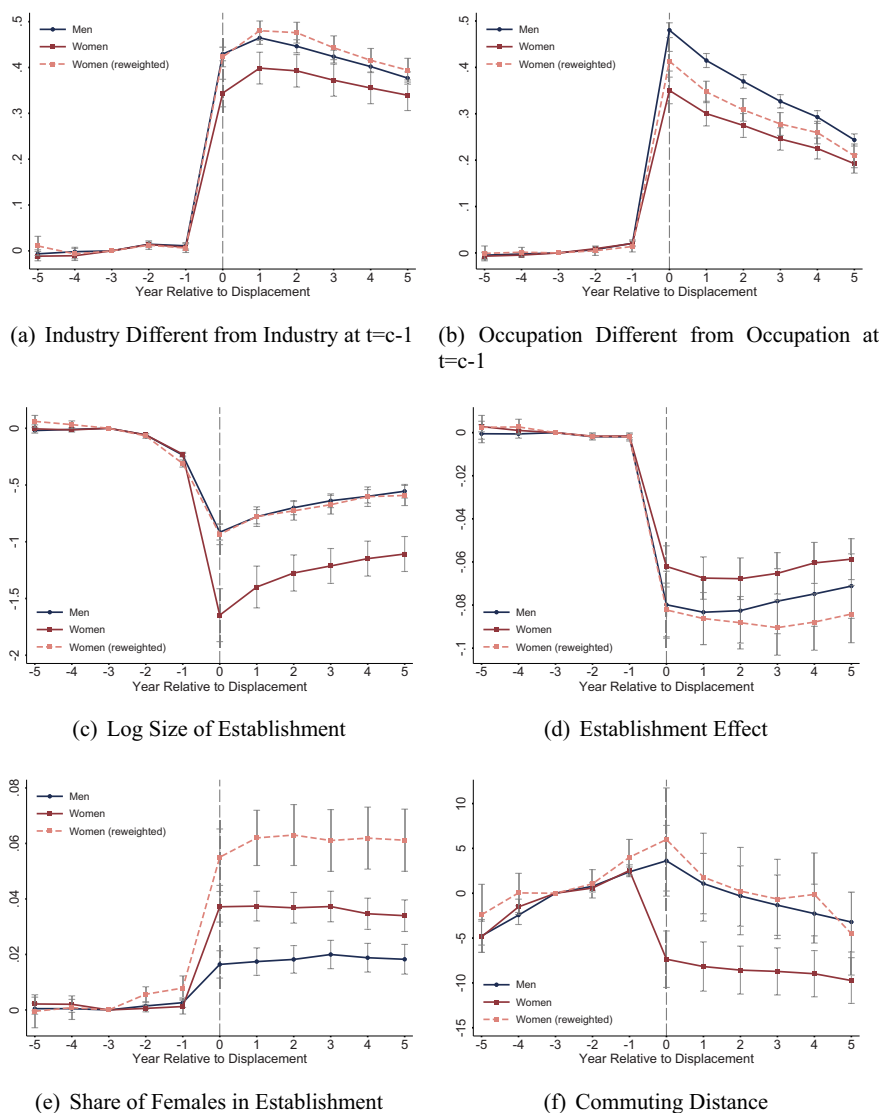 .5
.4
.3
.2
.1
0
Men
Women
Women (reweighted)
-5 -4 -3 -2 -1 0 1 2 3 4 5
Year Relative to Displacement
(a) Industry Different from Industry at t=c-1
.5
.4
.3
.2
.1
0
Men
Women
Women (reweighted)
-5 -4 -3 -2 -1 0 1 2 3 4 5
Year Relative to Displacement
(b) Occupation Different from Occupation at
t=c-1
0
-.5
-1
-1.5
-2
Men
Women
Women (reweighted)
-5 -4 -3 -2 -1 0 1 2 3 4 5
Year Relative to Displacement
(c) Log Size of Establishment
0
-.02
-.04
-.06
-.08
-.1
Men
Women
Women (reweighted)
-5 -4 -3 -2 -1 0 1 2 3 4 5
Year Relative to Displacement
(d) Establishment Effect
.08
.06
.04
.02
0
Men
Women
Women (reweighted)
-5 -4 -3 -2 -1 0 1 2 3 4 5
Year Relative to Displacement
(e) Share of Females in Establishment
10
5
0
-5
-10
-15
Men
Women
Women (reweighted)
-5 -4 -3 -2 -1 0 1 2 3 4 5
Year Relative to Displacement
(f) Commuting Distance